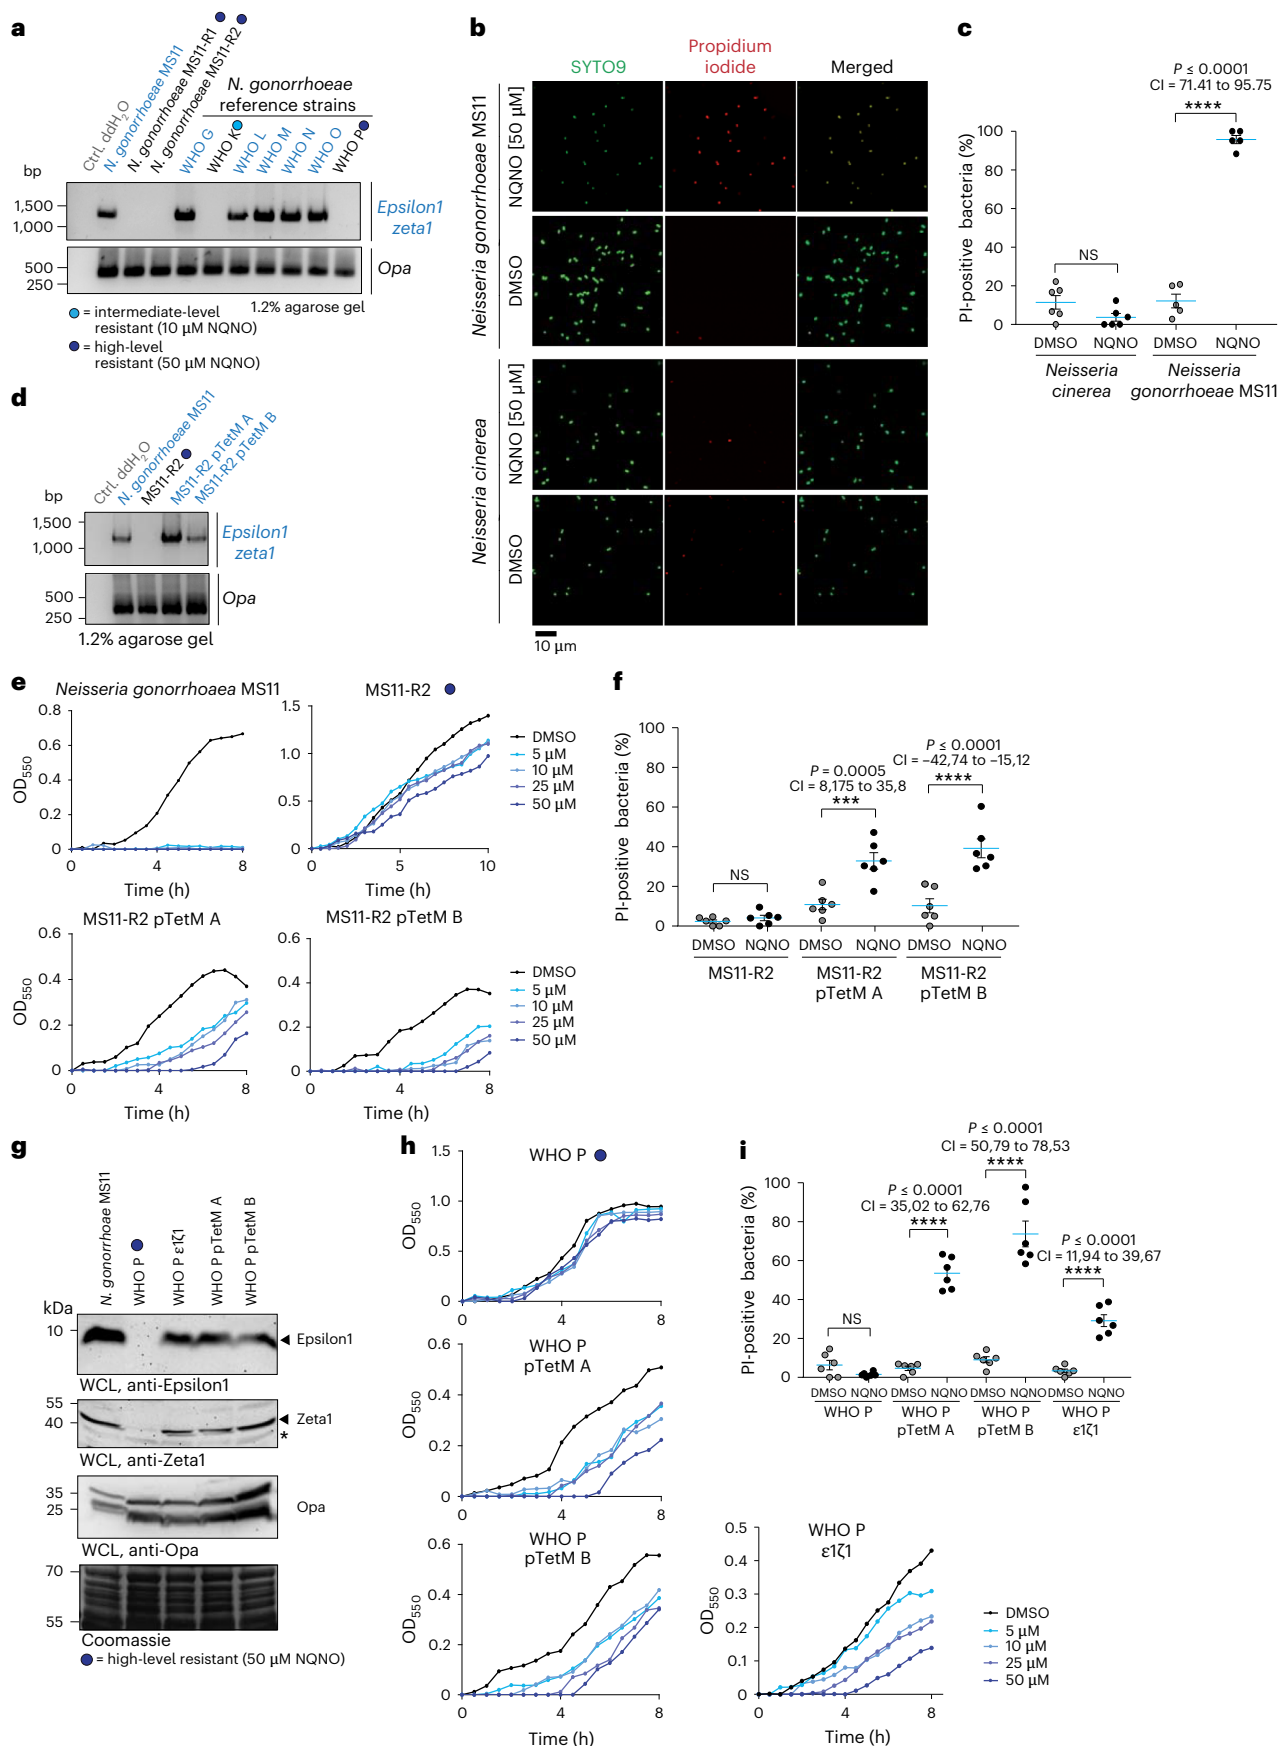 a
Ctrl. ddH2O
N. gonorrhoeae MS11
N. gonorrhoeae MS11-R1
N. gonorrhoeae MS11-R2
N. gonorrhoeae
reference strains
WHO G
WHO K
WHO L
WHO M
WHO N
WHO O
WHO P
bp
1,500
1,000
Epsilon1
zeta1
500
250
Opa
1.2% agarose gel
= intermediate-level
resistant (10 µM NQNO)
= high-level
resistant (50 µM NQNO)
b
SYTO9
Propidium
iodide
Merged
Neisseria gonorrhoeae MS11
NQNO [50 µM]
DMSO
Neisseria cinerea
NQNO [50 µM]
DMSO
10 µm
c
P ≤ 0.0001
CI = 71.41 to 95.75
****
NS
PI-positive bacteria (%)
100
80
60
40
20
0
DMSO NQNO DMSO NQNO
Neisseria
cinerea
Neisseria
gonorrhoeae MS11
d
Ctrl. ddH2O
N. gonorrhoeae MS11
MS11-R2
MS11-R2 pTetM A
MS11-R2 pTetM B
bp
1,500
1,000
Epsilon1
zeta1
500
250
Opa
1.2% agarose gel
e
Neisseria gonorrhoaea MS11
OD550
0.8
0.6
0.4
0.2
0
0 4 8
Time (h)
MS11-R2
1.5
1.0
0.5
0
0 5 10
Time (h)
DMSO
5 µM
10 µM
25 µM
50 µM
MS11-R2 pTetM A
OD550
0.6
0.4
0.2
0
0 4 8
Time (h)
MS11-R2 pTetM B
0.6
0.4
0.2
0
0 4 8
Time (h)
DMSO
5 µM
10 µM
25 µM
50 µM
f
PI-positive bacteria (%)
100
80
60
40
20
0
NS
P = 0.0005
CI = 8,175 to 35,8
***
P ≤ 0.0001
CI = −42,74 to −15,12
****
DMSO NQNO DMSO NQNO DMSO NQNO
MS11-R2
MS11-R2
pTetM A
MS11-R2
pTetM B
g
N. gonorrhoae MS11
WHO P
WHO P ε1ζ1
WHO P pTetM A
WHO P pTetM B
kDa
10
Epsilon1
WCL, anti-Epsilon1
55
40
Zeta1
*
WCL, anti-Zeta1
35
25
Opa
WCL, anti-Opa
70
55
Coomassie
= high-level resistant (50 µM NQNO)
h
WHO P
OD550
1.5
1.0
0.5
0
0 4 8
WHO P
pTetM A
OD550
0.6
0.4
0.2
0
0 4 8
WHO P
pTetM B
OD550
0.6
0.4
0.2
0
0 4 8
Time (h)
WHO P
ε1ζ1
OD550
0.5
0.4
0.3
0.2
0.1
0
0 4 8
Time (h)
DMSO
5 µM
10 µM
25 µM
50 µM
i
PI-positive bacteria (%)
100
80
60
40
20
0
NS
P ≤ 0.0001
CI = 35,02 to 62,76
****
P ≤ 0.0001
CI = 50,79 to 78,53
****
P ≤ 0.0001
CI = 11,94 to 39,67
****
DMSO NQNO DMSO NQNO DMSO NQNO DMSO NQNO
WHO P
WHO P
pTetM A
WHO P
pTetM B
WHO P
ε1ζ1